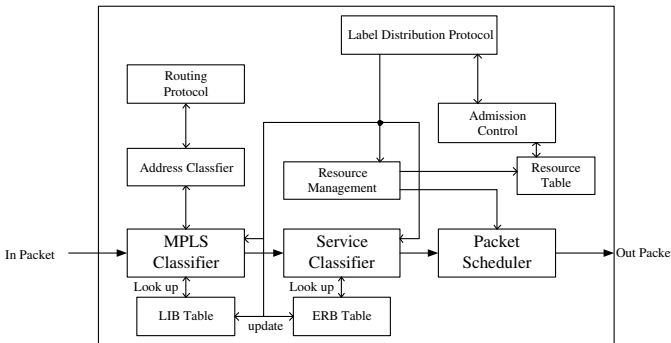 Label Distribution Protocol
Routing
Protocol
Admission
Control
Address Classfier
Resource
Management
Resource
Table
In Packet
MPLS
Classifier
Service
Classifier
Packet
Scheduler
Out Packe
Look up
Look up
LIB Table
update
ERB Table